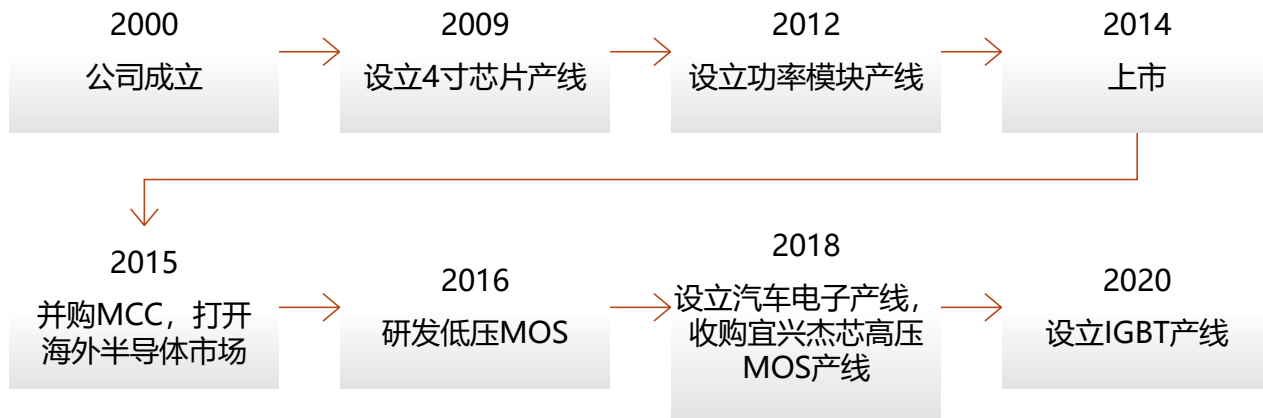 2000
公司成立
2009
设立4寸芯片产线
2012
设立功率模块产线
2014
上市
2015
并购MCC，打开
海外半导体市场
2016
研发低压MOS
2018
设立汽车电子产线，
收购宜兴杰芯高压
MOS产线
2020
设立IGBT产线